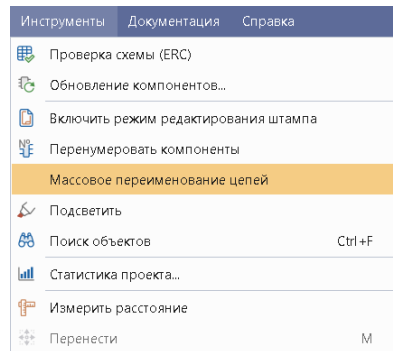 Инструменты Документация Справка
Проверка схемы (ERC)
Обновление компонентов...
Включить режим редактирования штампа
Перенумеровать компоненты
Массовое переименование цепей
Подсветить
Поиск объектов Ctrl+F
Статистика проекта...
Измерить расстояние
Перенести M